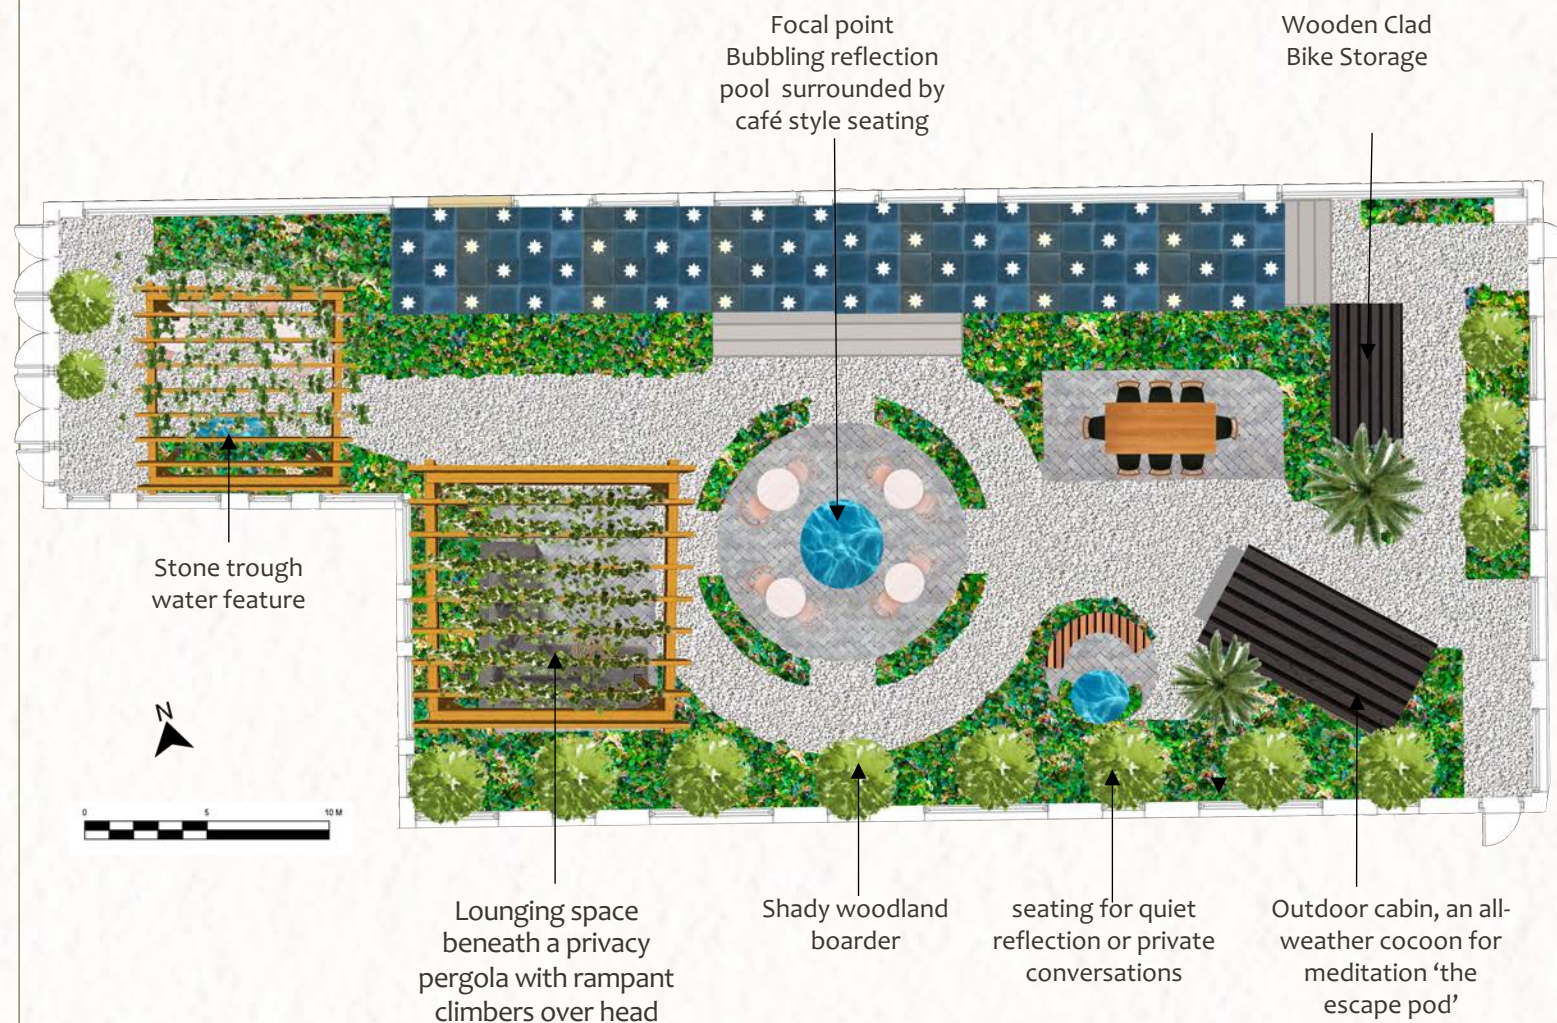 Focal point
Bubbling reflection
pool surrounded by
café style seating
Wooden Clad
Bike Storage
Stone trough
water feature
N
0 5 10 M
Lounging space
beneath a privacy
pergola with rampant
climbers over head
Shady woodland
boarder
seating for quiet
reflection or private
conversations
Outdoor cabin, an all-
weather cocoon for
meditation ‘the
escape pod’